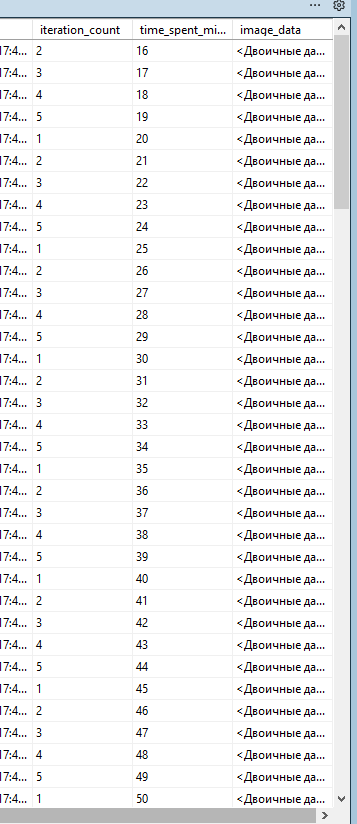 iteration_count time_spent_mi... image_data
17:4... 2 16 <Двоичные да...
17:4... 3 17 <Двоичные да...
17:4... 4 18 <Двоичные да...
17:4... 5 19 <Двоичные да...
17:4... 1 20 <Двоичные да...
17:4... 2 21 <Двоичные да...
17:4... 3 22 <Двоичные да...
17:4... 4 23 <Двоичные да...
17:4... 5 24 <Двоичные да...
17:4... 1 25 <Двоичные да...
17:4... 2 26 <Двоичные да...
17:4... 3 27 <Двоичные да...
17:4... 4 28 <Двоичные да...
17:4... 5 29 <Двоичные да...
17:4... 1 30 <Двоичные да...
17:4... 2 31 <Двоичные да...
17:4... 3 32 <Двоичные да...
17:4... 4 33 <Двоичные да...
17:4... 5 34 <Двоичные да...
17:4... 1 35 <Двоичные да...
17:4... 2 36 <Двоичные да...
17:4... 3 37 <Двоичные да...
17:4... 4 38 <Двоичные да...
17:4... 5 39 <Двоичные да...
17:4... 1 40 <Двоичные да...
17:4... 2 41 <Двоичные да...
17:4... 3 42 <Двоичные да...
17:4... 4 43 <Двоичные да...
17:4... 5 44 <Двоичные да...
17:4... 1 45 <Двоичные да...
17:4... 2 46 <Двоичные да...
17:4... 3 47 <Двоичные да...
17:4... 4 48 <Двоичные да...
17:4... 5 49 <Двоичные да...
17:4... 1 50 <Двоичные да...